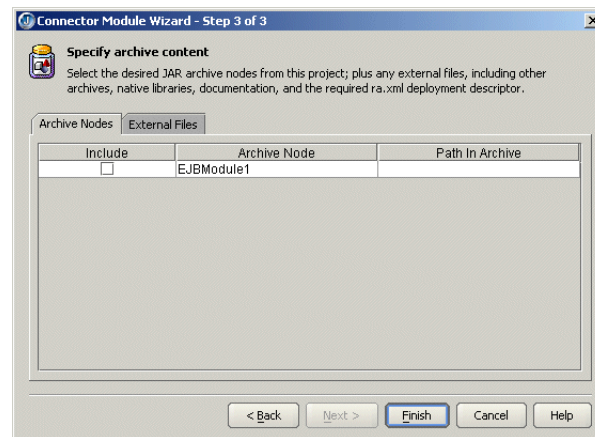 Connector Module Wizard - Step 3 of 3
Specify archive content
Select the desired JAR archive nodes from this project; plus any external files, including other
archives, native libraries, documentation, and the required ra.xml deployment descriptor.
Archive Nodes External Files
Include Archive Node Path In Archive
EJBModule1
< Back Next > Finish Cancel Help